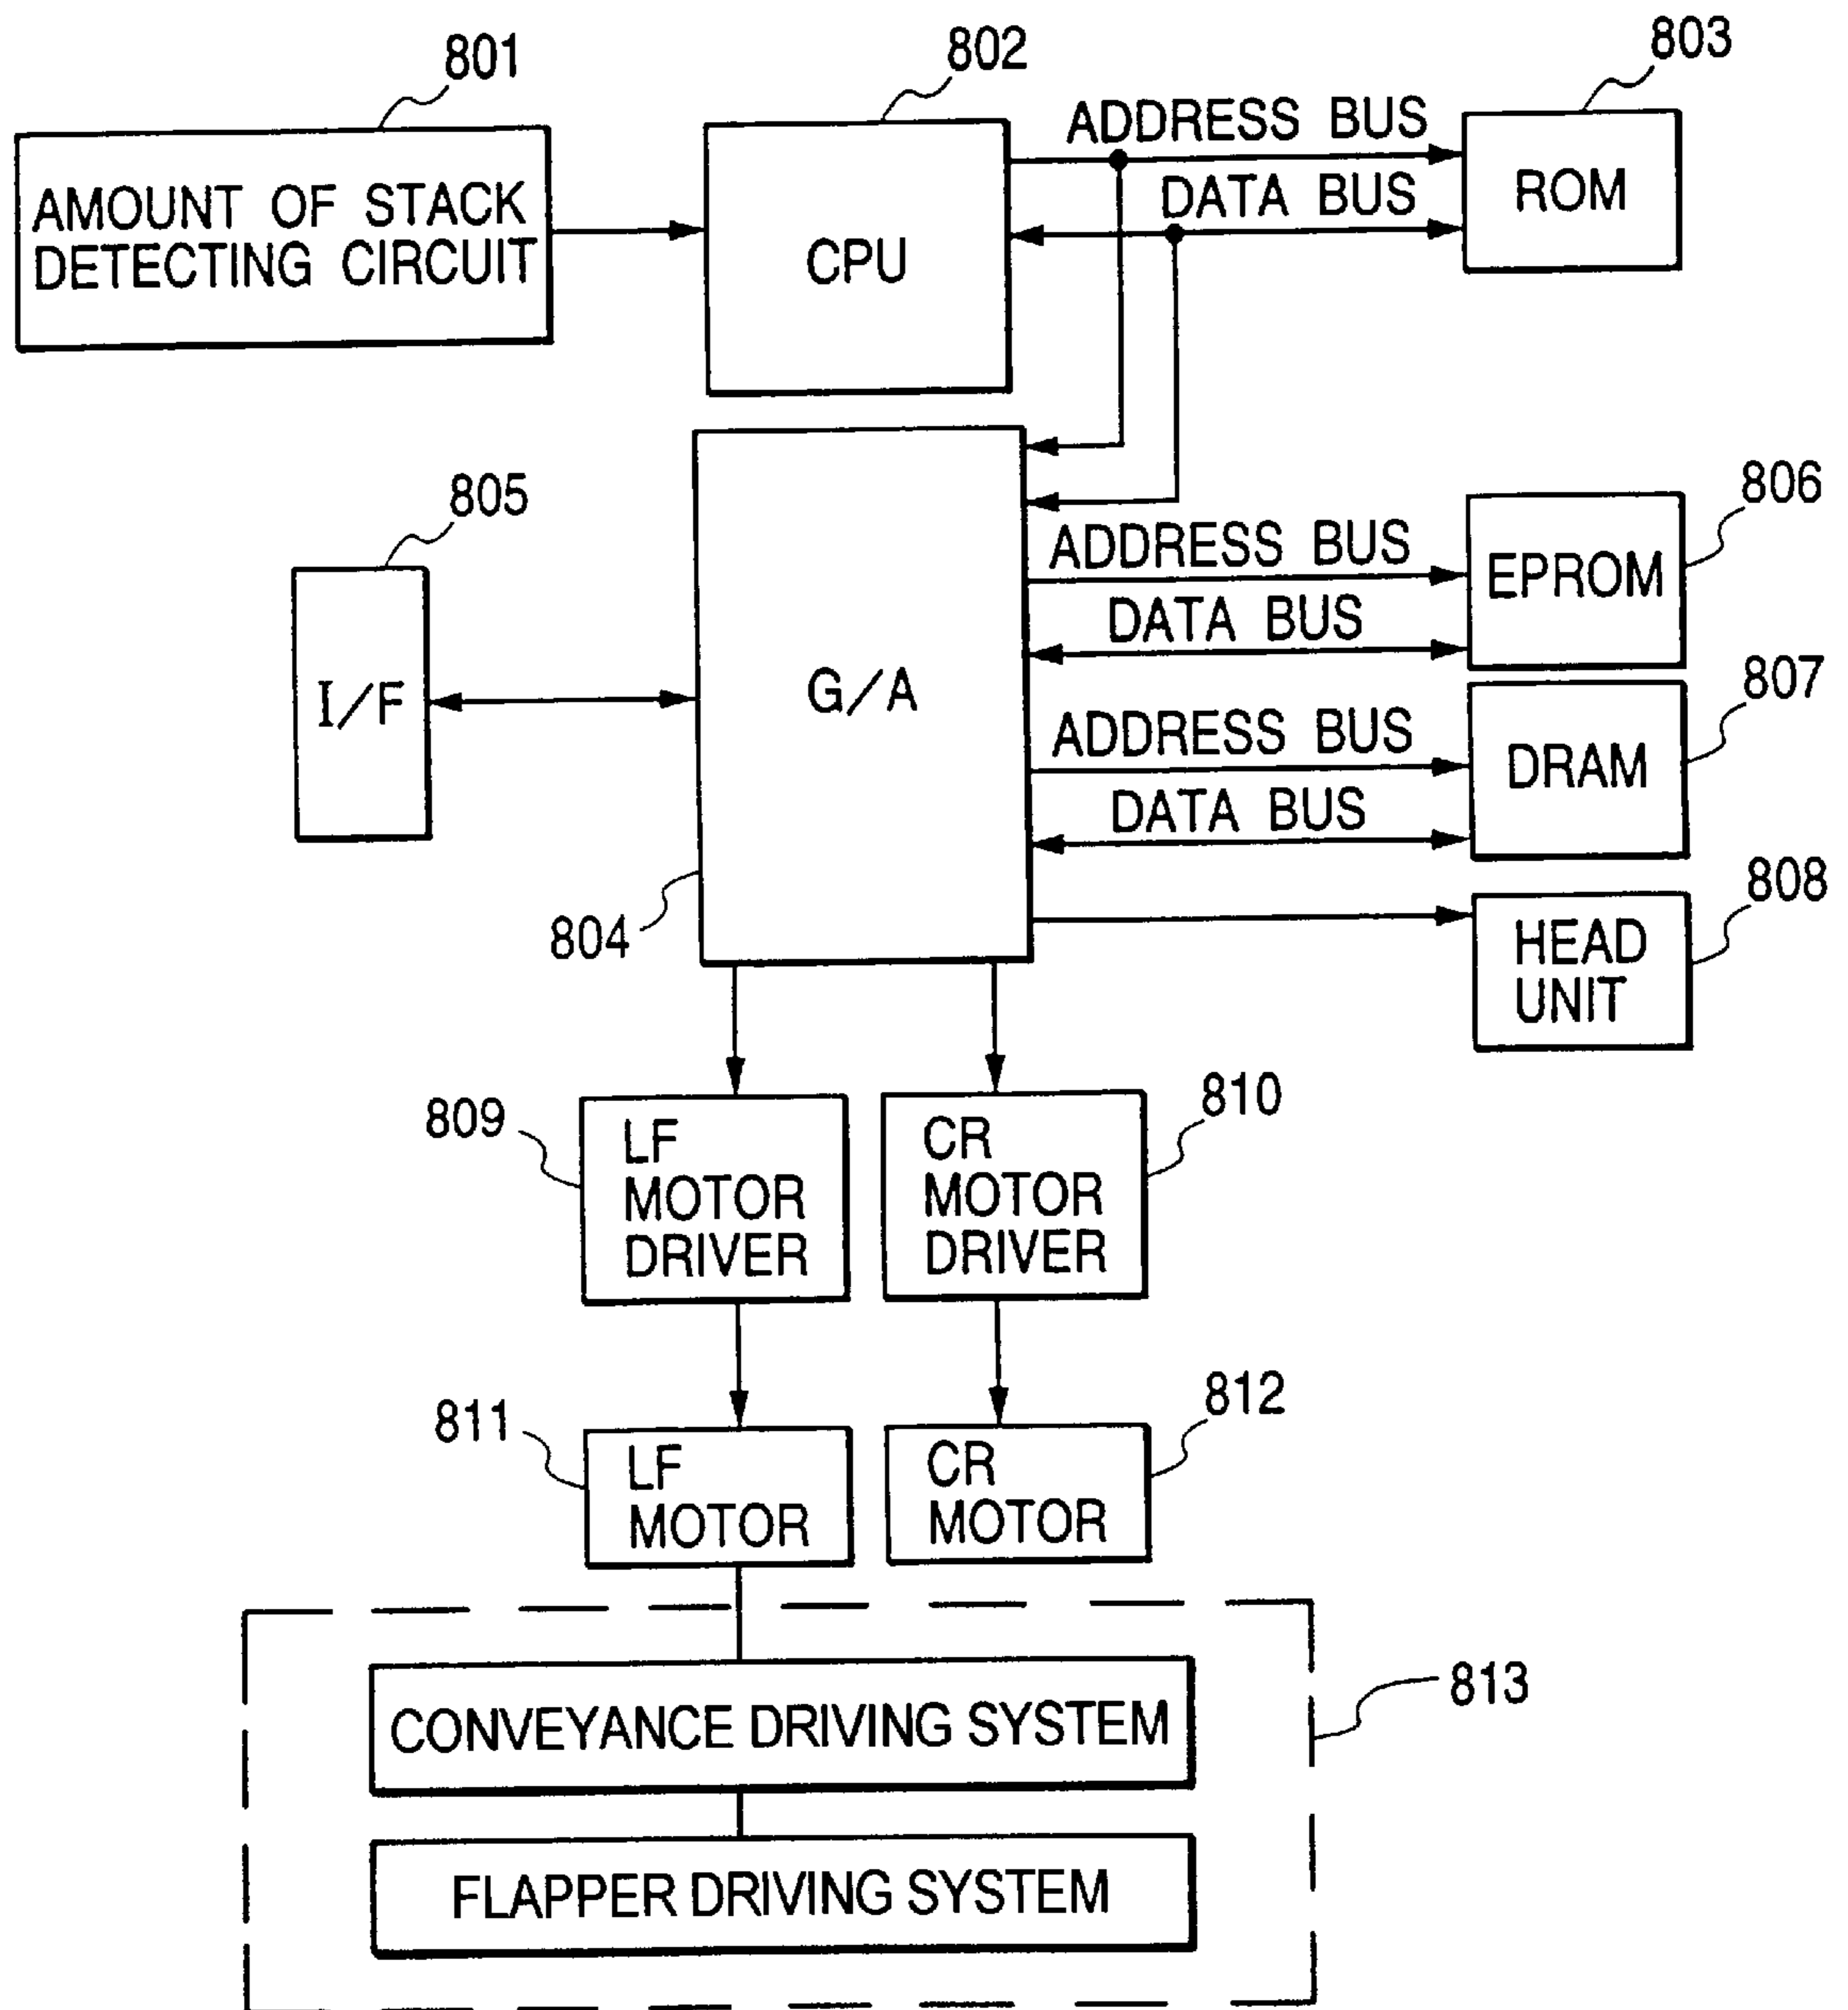 801
802
803
AMOUNT OF STACK
DETECTING CIRCUIT
CPU
ADDRESS BUS
DATA BUS
ROM
805
I/F
G/A
804
ADDRESS BUS
DATA BUS
EPROM
806
ADDRESS BUS
DATA BUS
DRAM
807
HEAD
UNIT
808
809
LF
MOTOR
DRIVER
CR
MOTOR
DRIVER
810
811
LF
MOTOR
CR
MOTOR
812
CONVEYANCE DRIVING SYSTEM
FLAPPER DRIVING SYSTEM
813